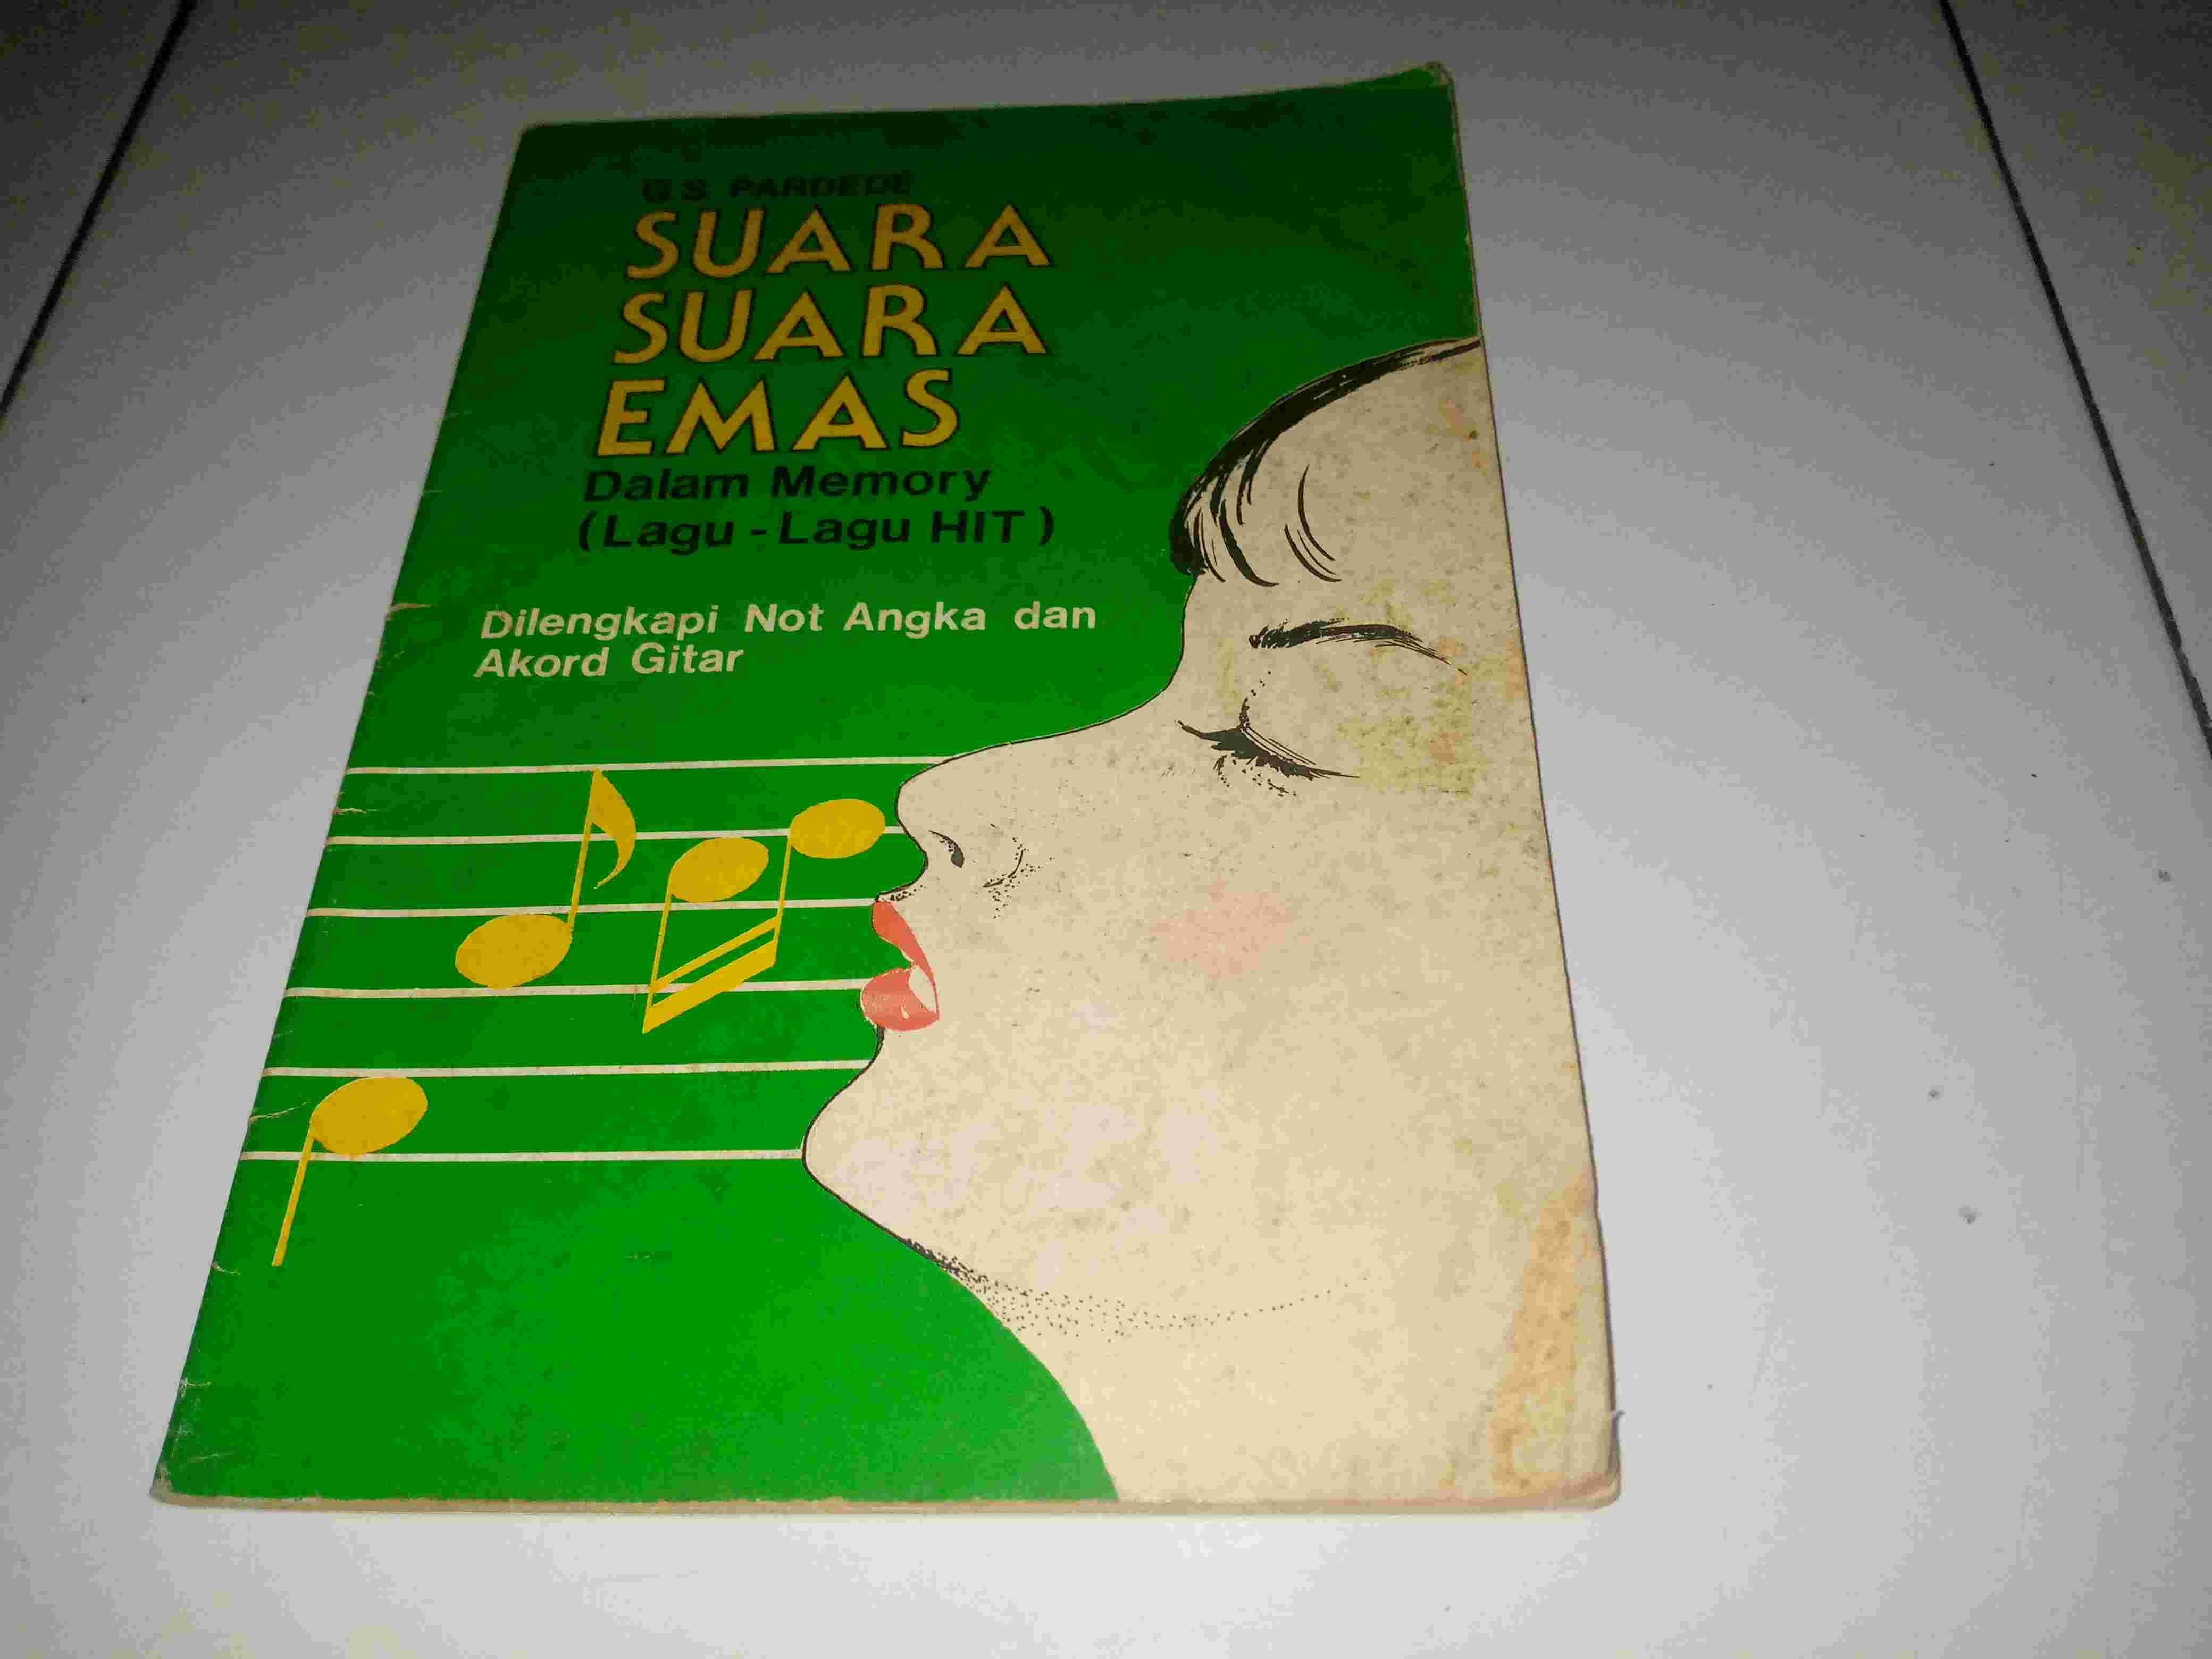 G.S PARDEDE
SUARA
SUARA
EMAS
Dalam Memory
(Lagu - Lagu HIT)
Dilengkapi Not Angka dan
Akord Gitar